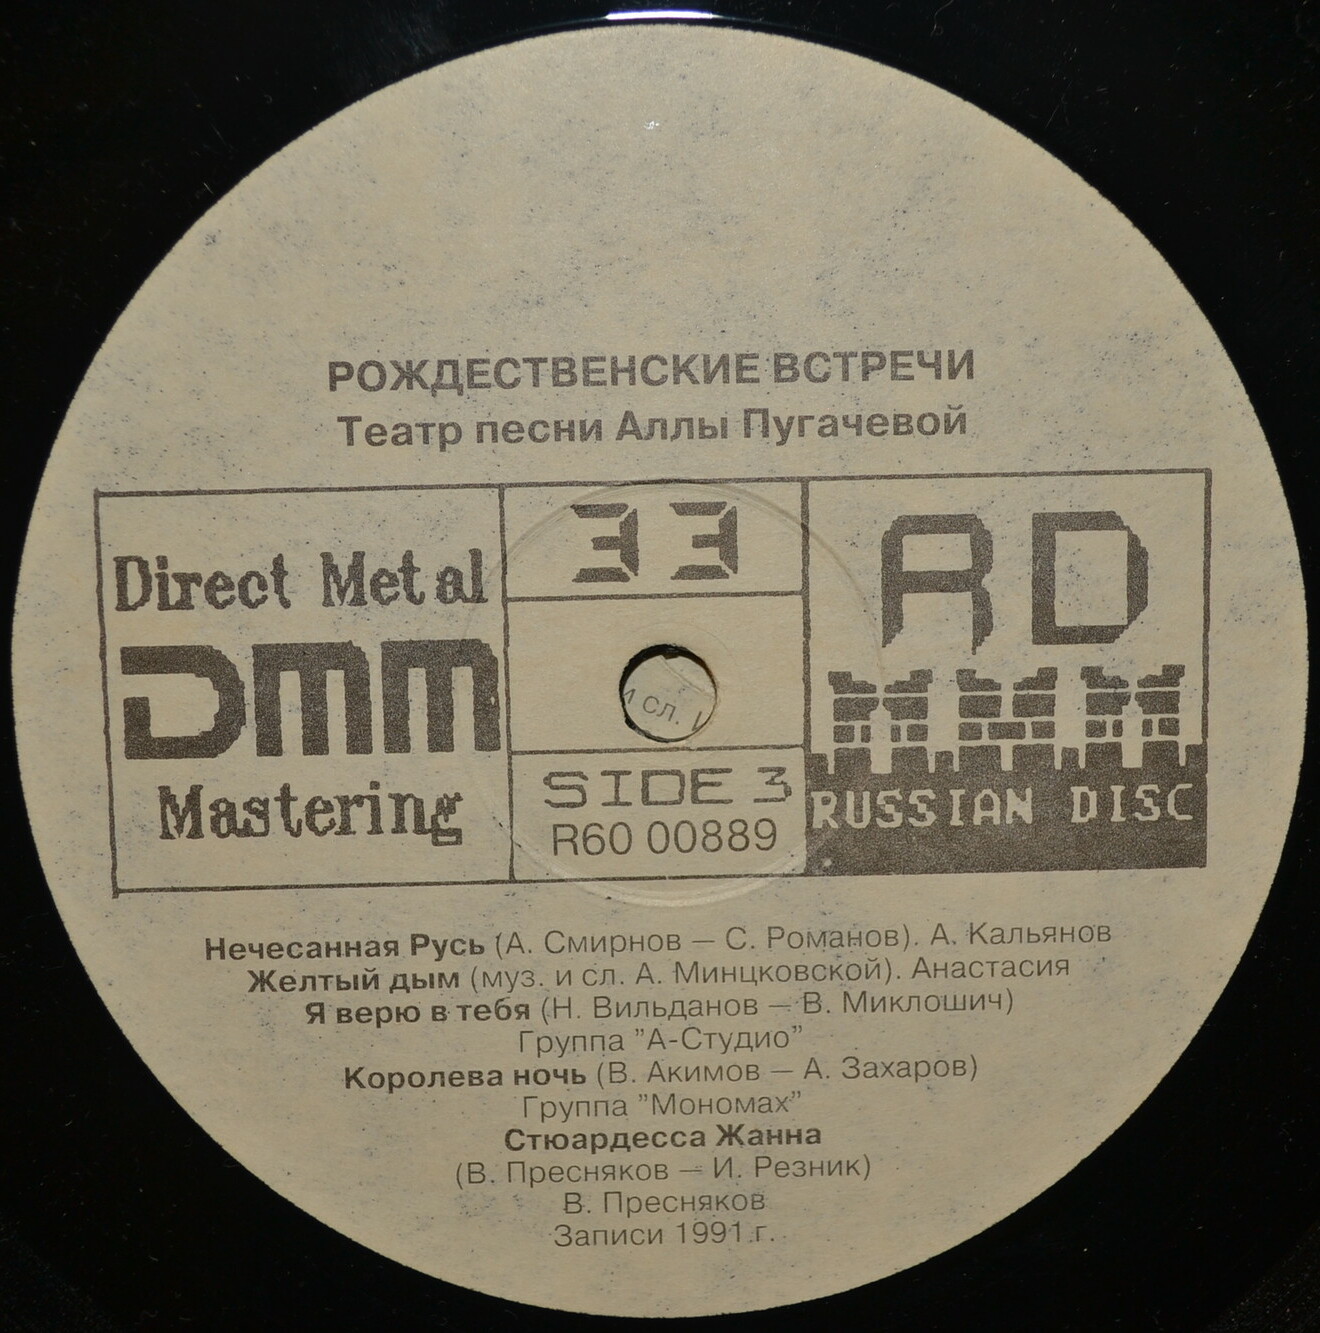 РОЖДЕСТВЕНСКИЕ ВСТРЕЧИ
Театр песни Аллы Пугачевой
Direct Metal
DMM
Mastering
33
и сл.
SIDE 3
R60 00889
RD
RUSSIAN DISC
Нечесанная Русь (А. Смирнов — С. Романов). А. Кальянов
Желтый дым (муз. и сл. А. Минцковской). Анастасия
Я верю в тебя (Н. Вильданов — В. Миклошич)
Группа "А-Студио"
Королева ночь (В. Акимов — А. Захаров)
Группа "Мономах"
Стюардесса Жанна
(В. Пресняков — И. Резник)
В. Пресняков
Записи 1991 г.